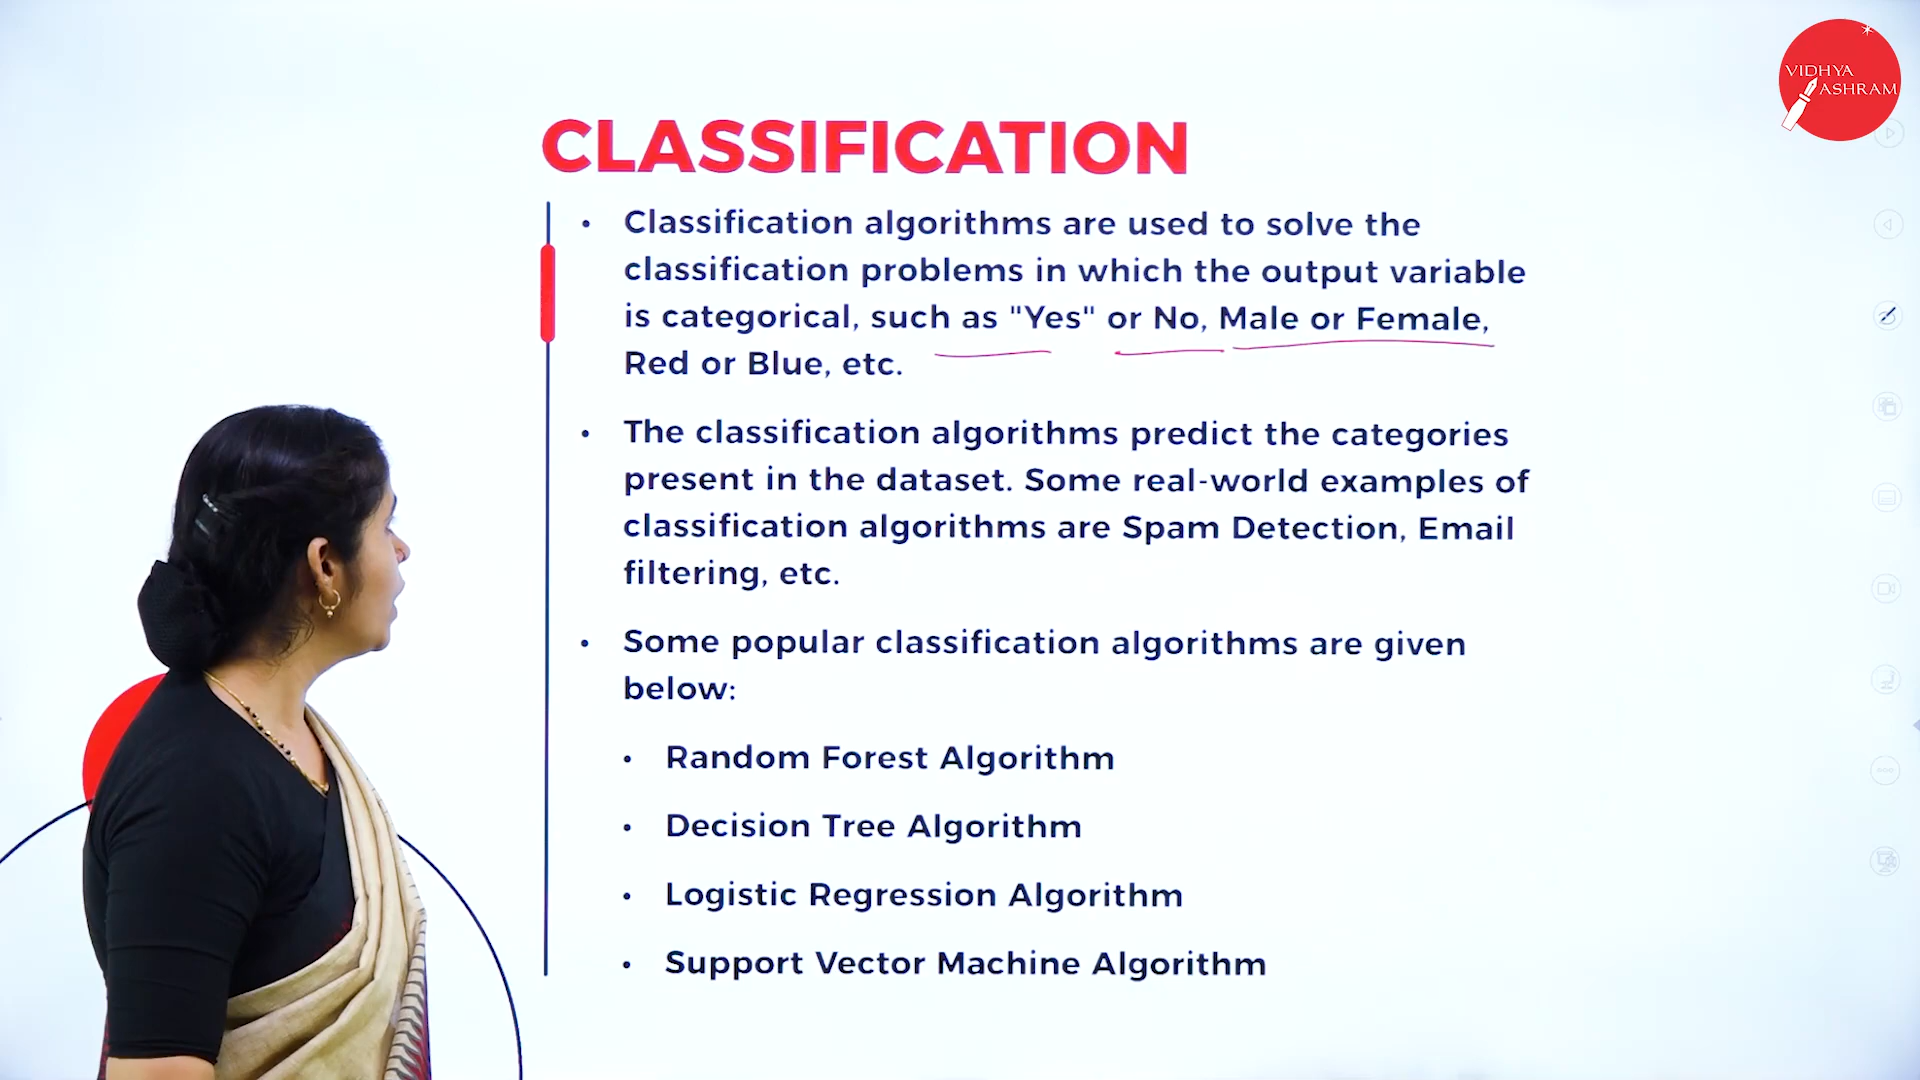 VIDHYA
ASHRAM
CLASSIFICATION
• Classification algorithms are used to solve the
classification problems in which the output variable
is categorical, such as "Yes" or No, Male or Female,
Red or Blue, etc.
• The classification algorithms predict the categories
present in the dataset. Some real-world examples of
classification algorithms are Spam Detection, Email
filtering, etc.
• Some popular classification algorithms are given
below:
• Random Forest Algorithm
• Decision Tree Algorithm
• Logistic Regression Algorithm
• Support Vector Machine Algorithm